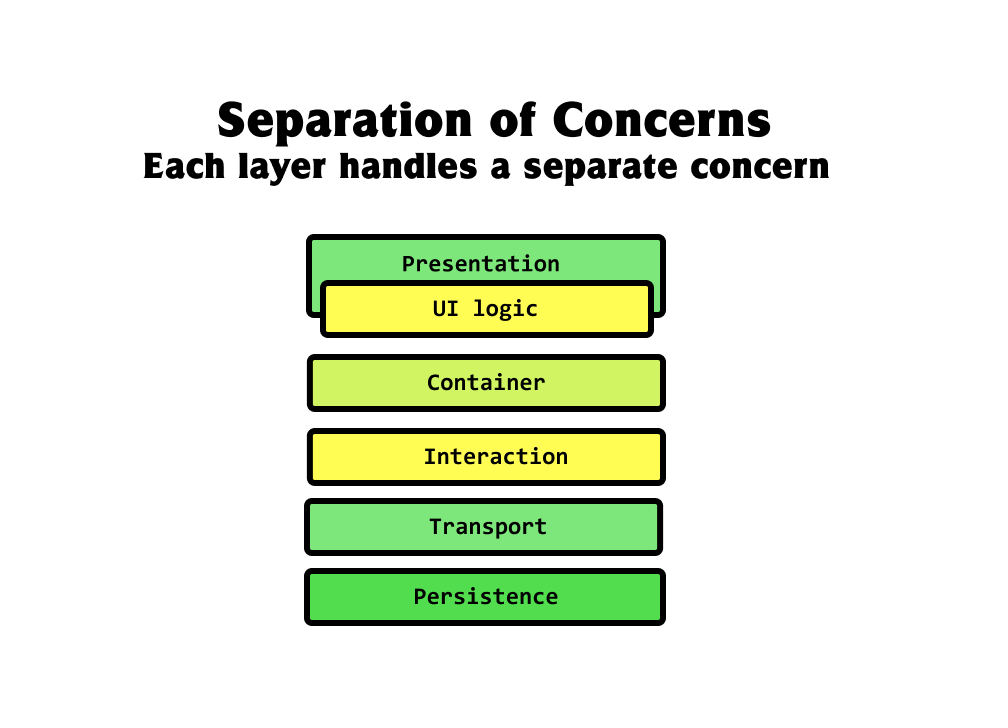 Separation of Concerns
Each layer handles a separate concern
Presentation
UI logic
Container
Interaction
Transport
Persistence